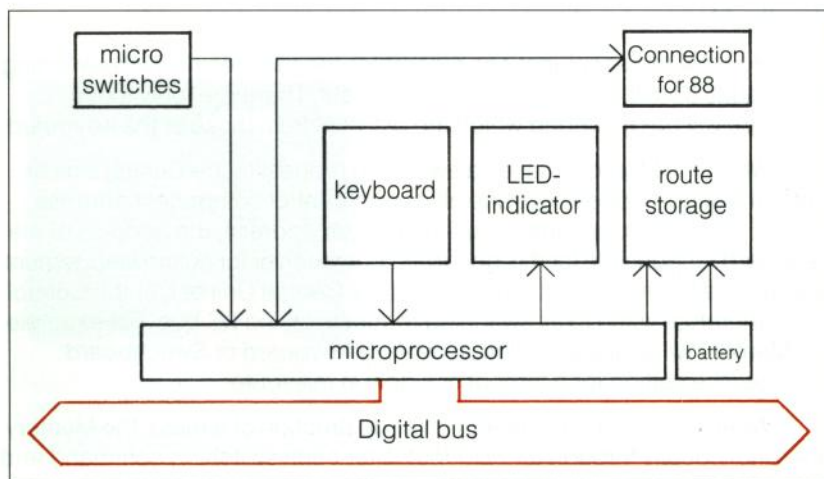 micro
switches
Connection
for 88
keyboard
LED-
indicator
route
storage
microprocessor
battery
Digital bus